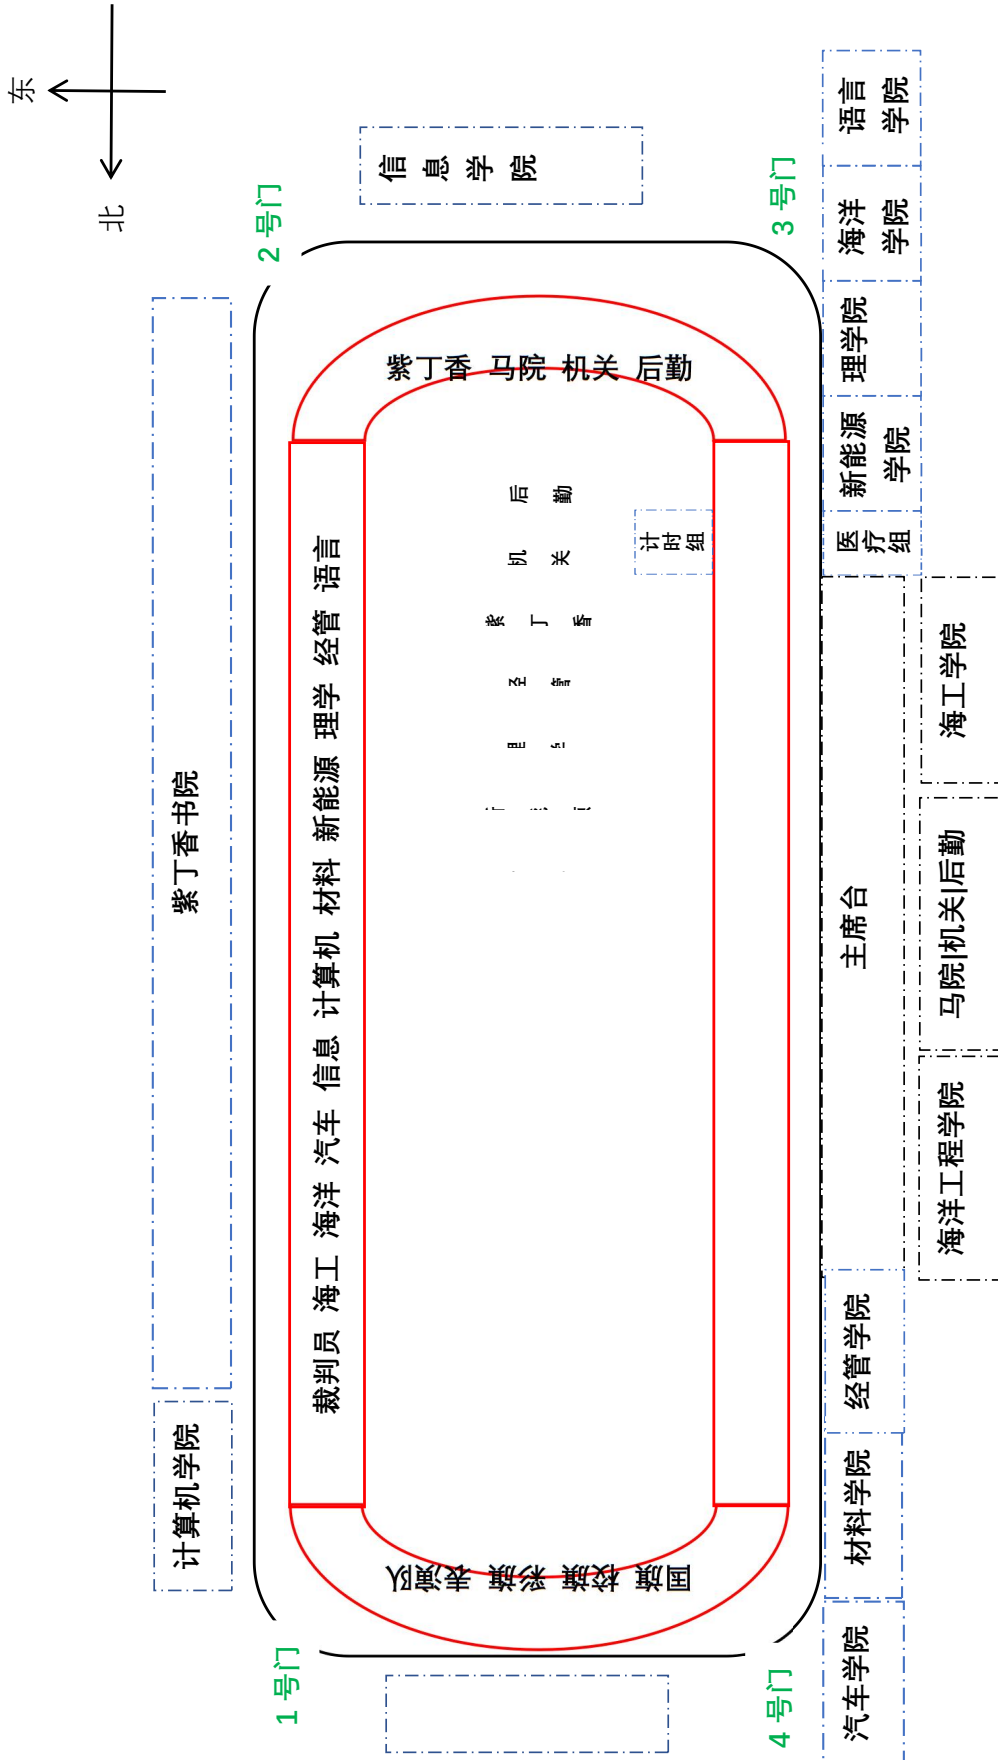 东
北
信息学院
2号门
3号门
语言
学院
海洋
学院
理学院
新能源
学院
医疗组
紫丁香 马院 机关 后勤
后勤
机关
紫丁香
计时组
裁判员 海工 海洋 汽车 信息 计算机 材料 新能源 理学 经管 语言
紫丁香书院
计算机学院
主席台
海工学院
马院|机关|后勤
海洋工程学院
经管学院
材料学院
汽车学院
国旗 校旗 彩旗 表演队
1号门
4号门